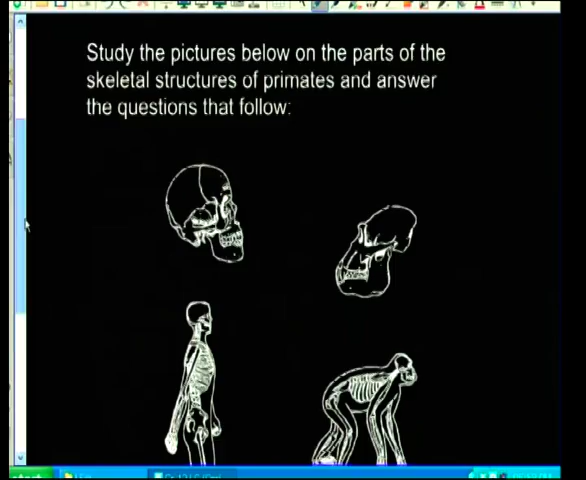 Study the pictures below on the parts of the
skeletal structures of primates and answer
the questions that follow: